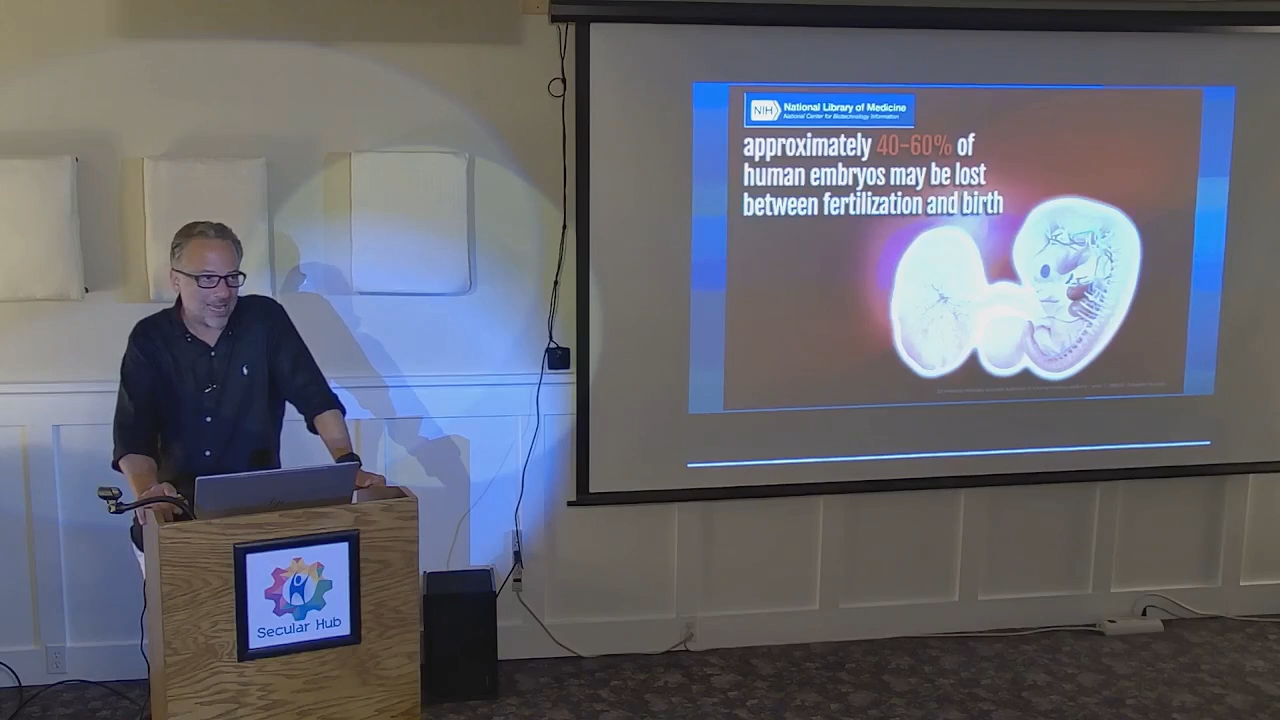 NIH
National Library of Medicine
National Center for Biotechnology Information
approximately 40-60% of
human embryos may be lost
between fertilization and birth
Secular Hub